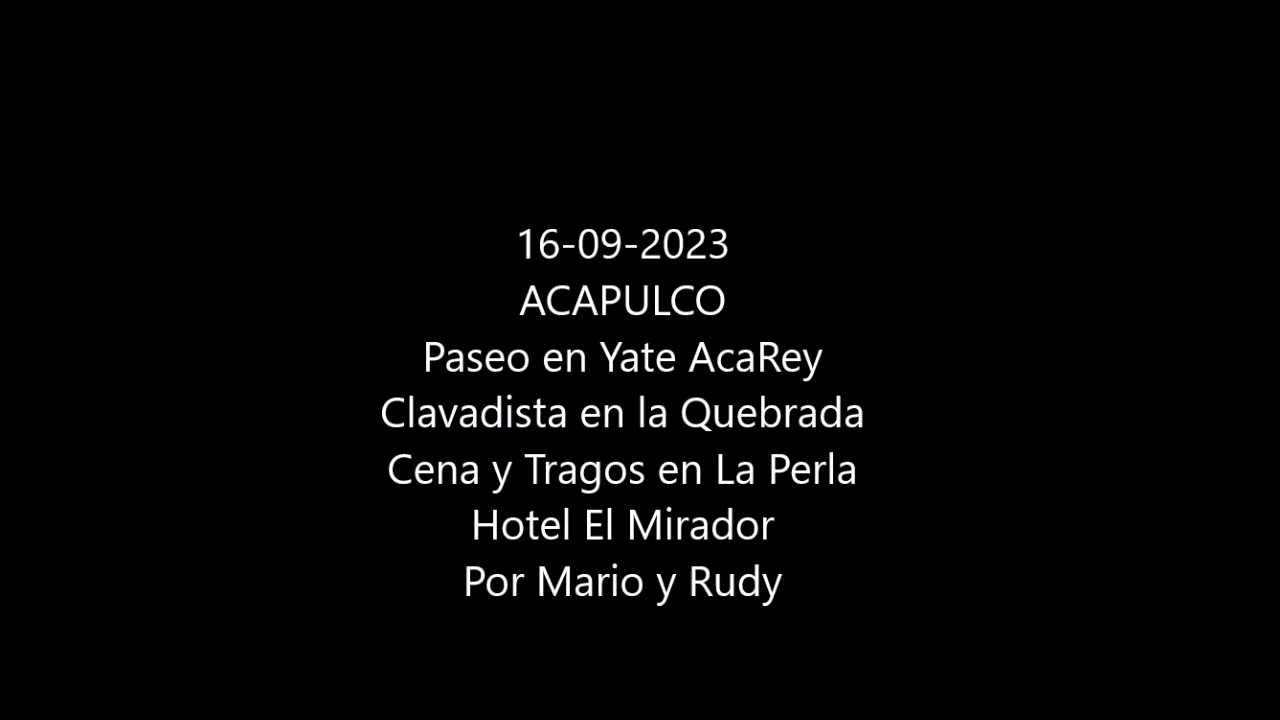 16-09-2023
ACAPULCO
Paseo en Yate AcaRey
Clavadista en la Quebrada
Cena y Tragos en La Perla
Hotel El Mirador
Por Mario y Rudy